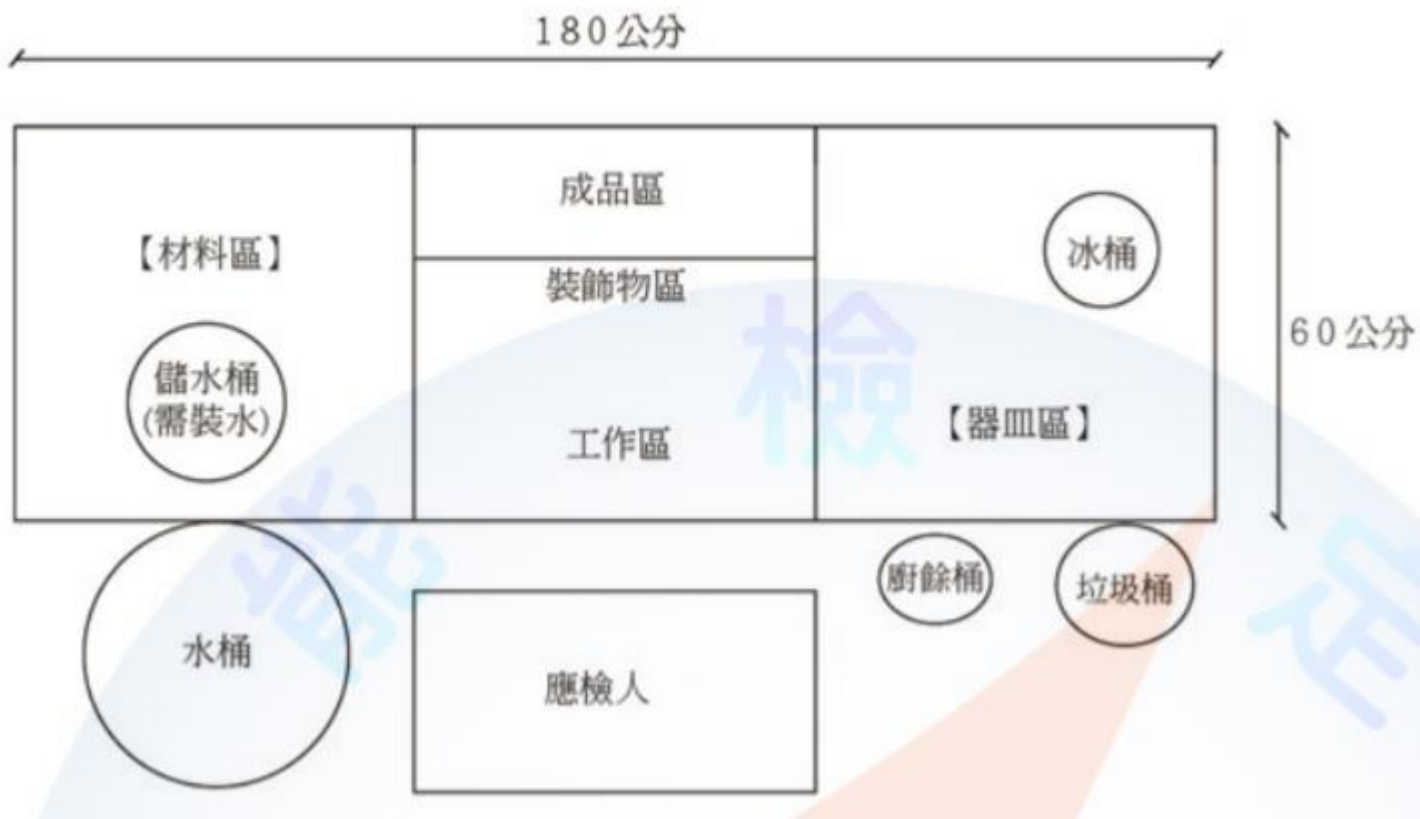 180公分
成品區
【材料區】
冰桶
裝飾物區
60公分
儲水桶
(需裝水)
【器皿區】
工作區
廚餘桶
垃圾桶
水桶
應檢人
檢
定